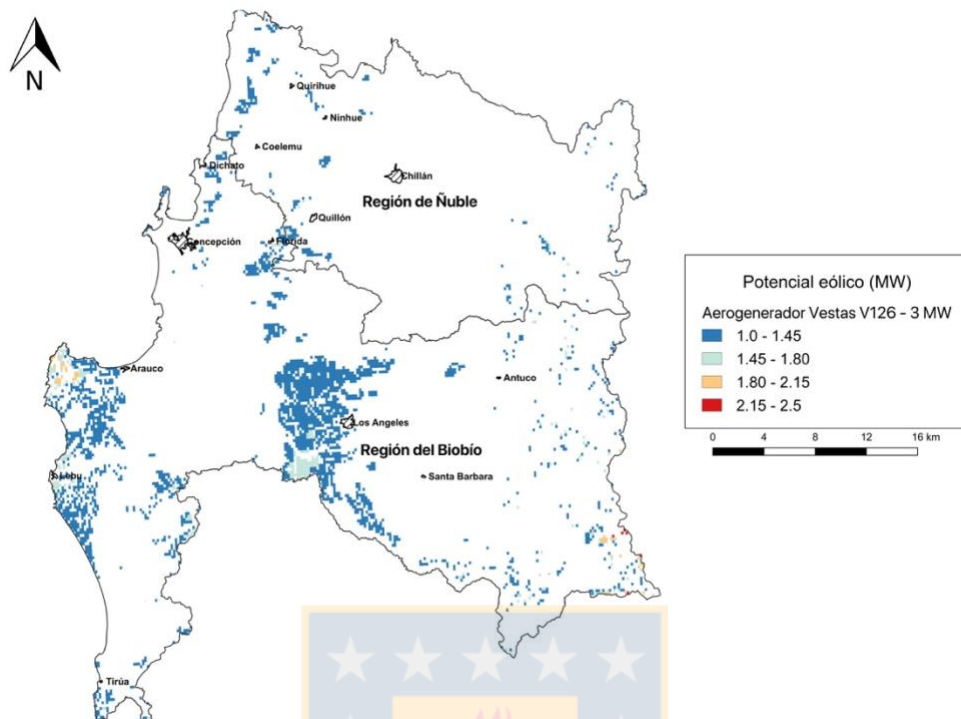 N
Quirihue
Ninhue
Coelemu
Dichato
Chillán
Región de Ñuble
Quillón
Concepción
Florida
Potencial eólico (MW)
Aerogenerador Vestas V126 - 3 MW
1.0 - 1.45
1.45 - 1.80
1.80 - 2.15
2.15 - 2.5
0 4 8 12 16 km
Arauco
Antuco
Los Angeles
Región del Biobío
Lebu
Santa Barbara
Tirúa